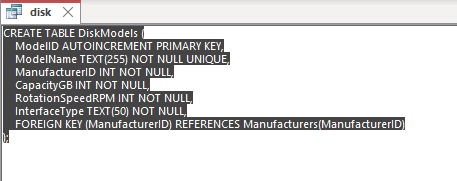 disk
CREATE TABLE DiskModels (
ModelID AUTOINCREMENT PRIMARY KEY,
ModelName TEXT(255) NOT NULL UNIQUE,
ManufacturerID INT NOT NULL,
CapacityGB INT NOT NULL,
RotationSpeedRPM INT NOT NULL,
InterfaceType TEXT(50) NOT NULL,
FOREIGN KEY (ManufacturerID) REFERENCES Manufacturers(ManufacturerID)
);